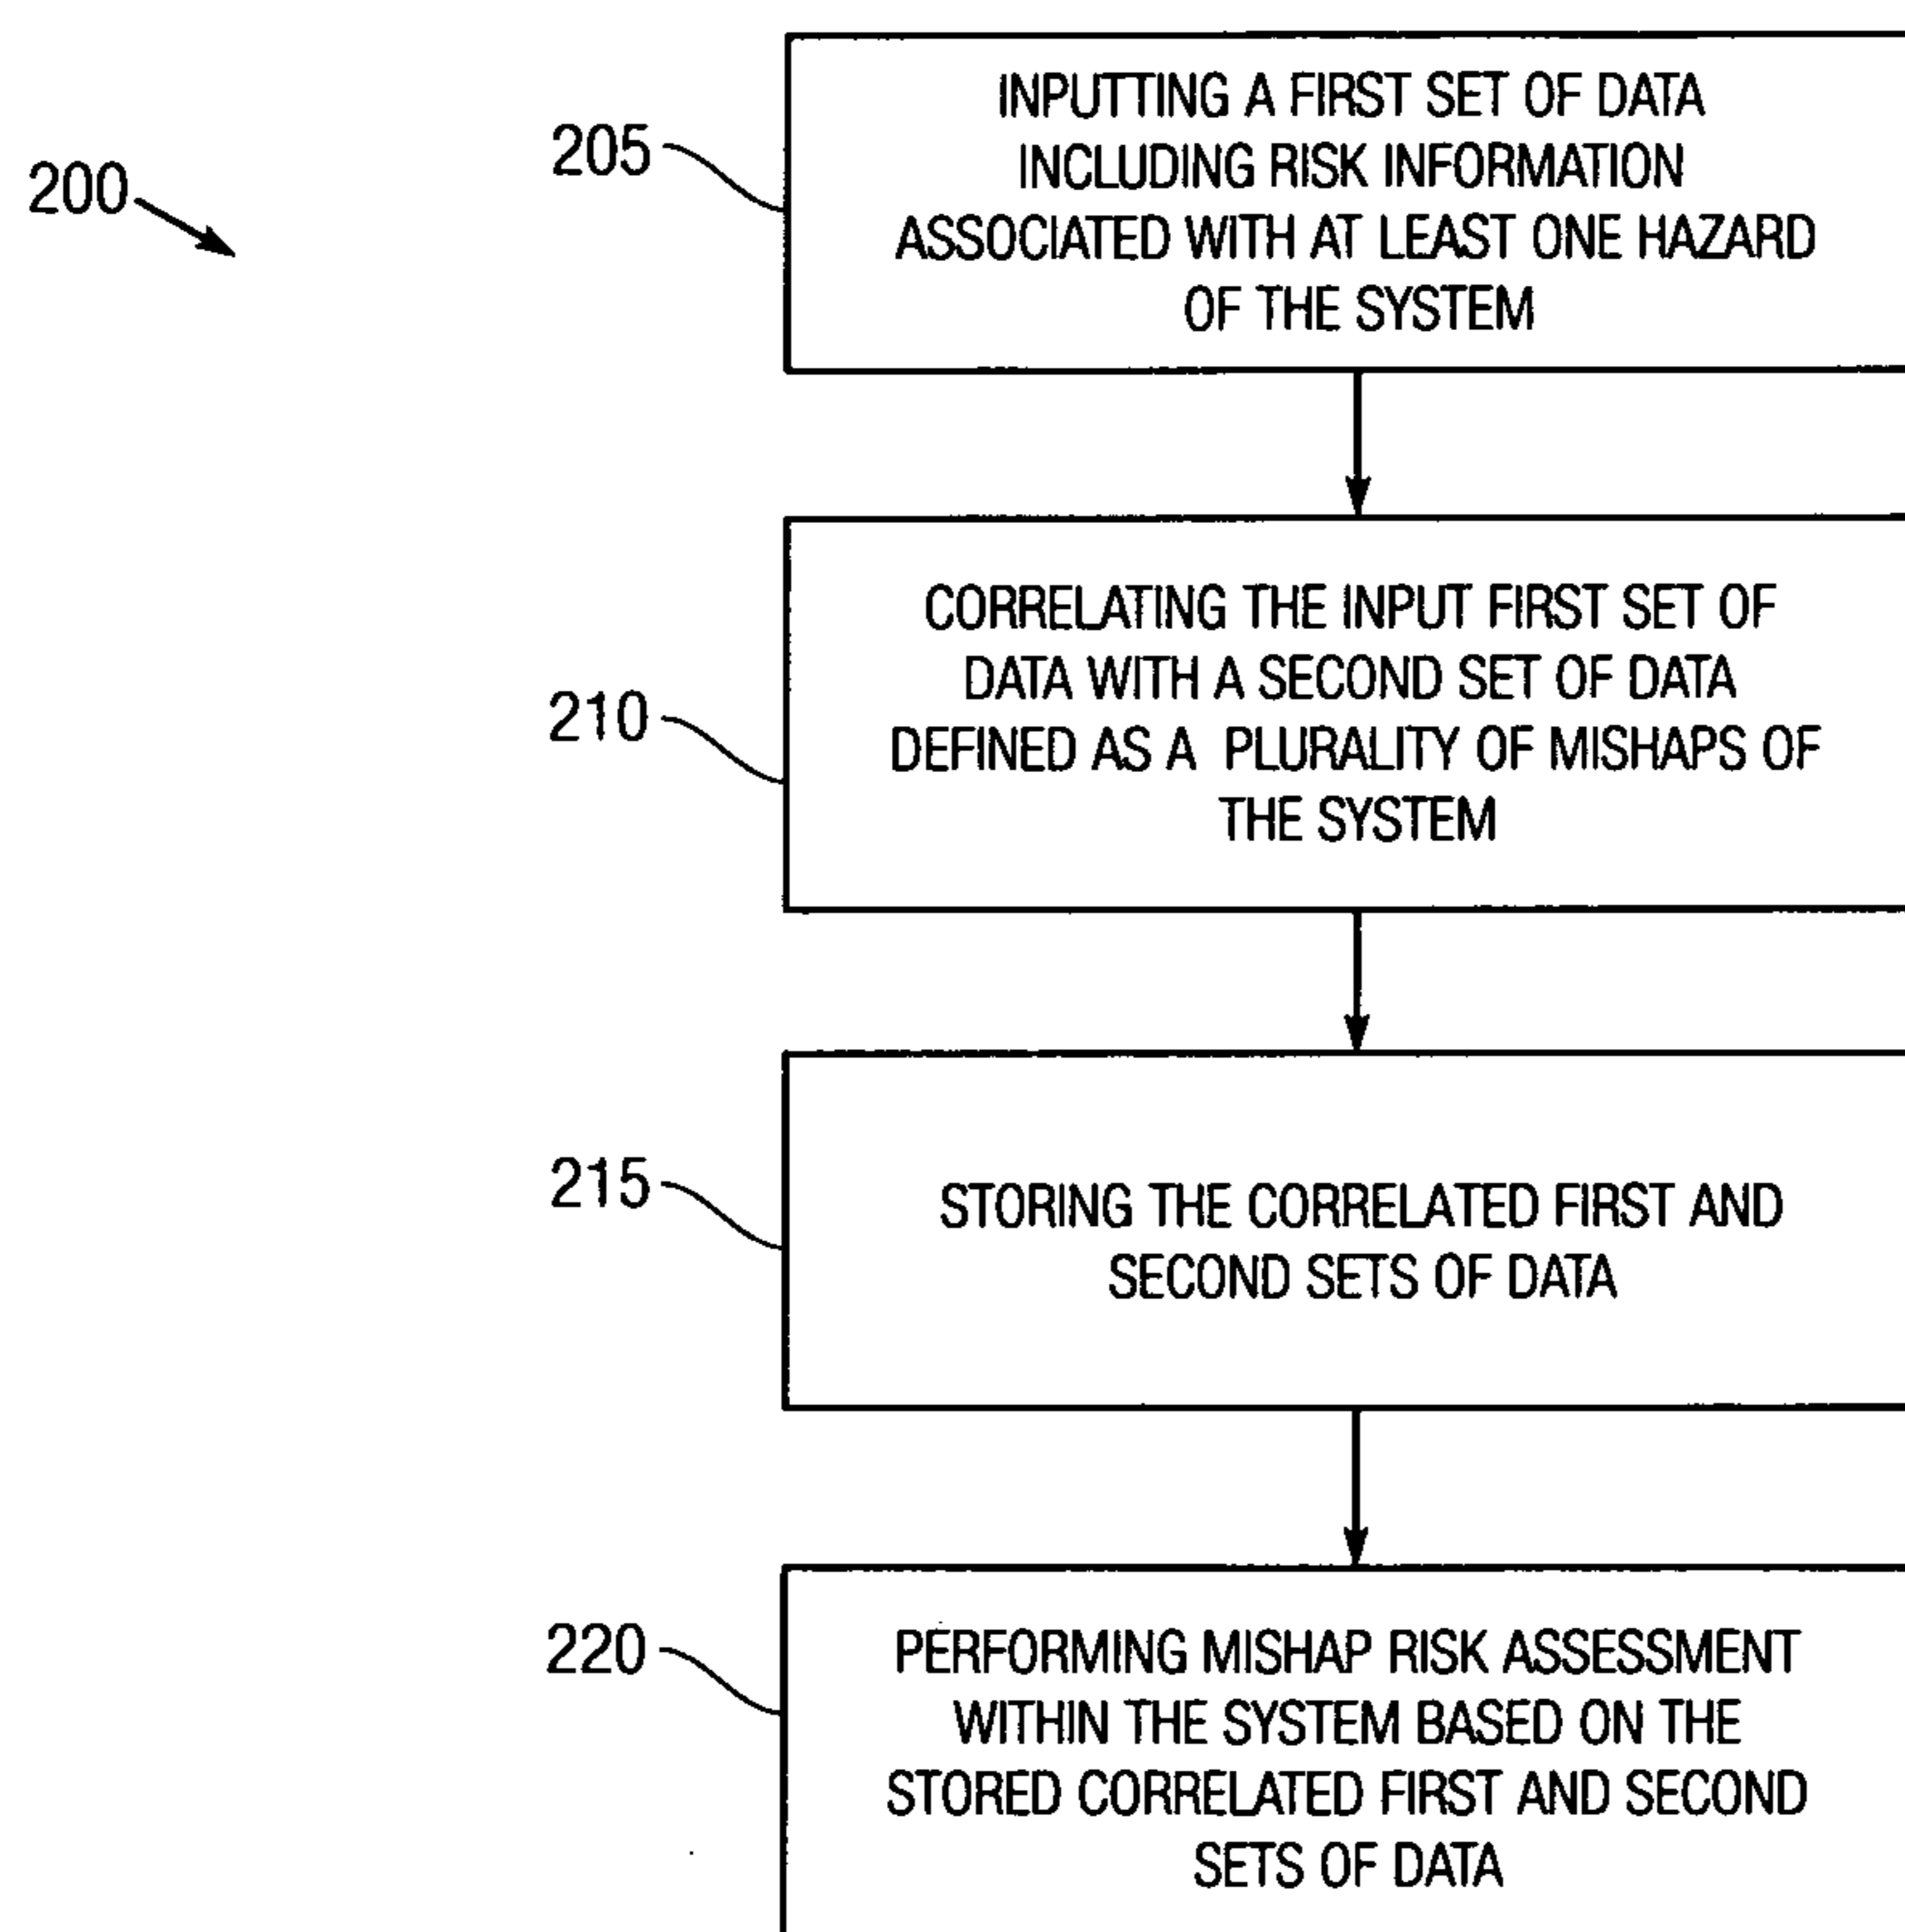 200
205
INPUTTING A FIRST SET OF DATA
INCLUDING RISK INFORMATION
ASSOCIATED WITH AT LEAST ONE HAZARD
OF THE SYSTEM
210
CORRELATING THE INPUT FIRST SET OF
DATA WITH A SECOND SET OF DATA
DEFINED AS A PLURALITY OF MISHAPS OF
THE SYSTEM
215
STORING THE CORRELATED FIRST AND
SECOND SETS OF DATA
220
PERFORMING MISHAP RISK ASSESSMENT
WITHIN THE SYSTEM BASED ON THE
STORED CORRELATED FIRST AND SECOND
SETS OF DATA